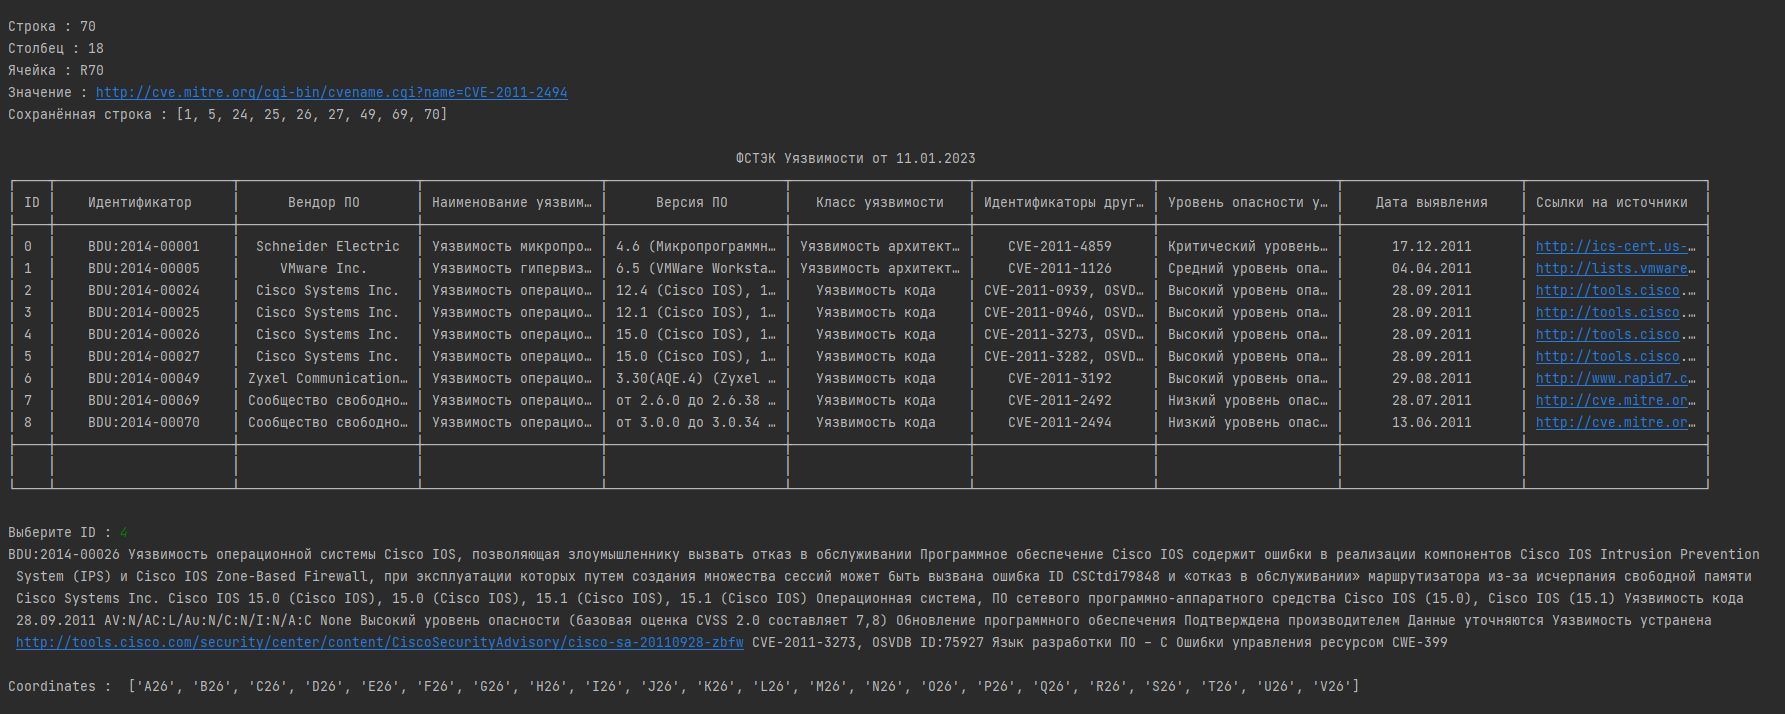 Строка : 70
Столбец : 18
Ячейка : R70
Значение : http://cve.mitre.org/cgi-bin/cvename.cgi?name=CVE-2011-2494
Сохранённая строка : [1, 5, 24, 25, 26, 27, 49, 69, 70]
ФСТЭК Уязвимости от 11.01.2023
ID Идентификатор Вендор ПО Наименование уязвим… Версия ПО Класс уязвимости Идентификаторы друг… Уровень опасности у… Дата выявления Ссылки на источники
0 BDU:2014-00001 Schneider Electric Уязвимость микропро… 4.6 (Микропрограммн… Уязвимость архитект… CVE-2011-4859 Критический уровень… 17.12.2011 http://ics-cert.us-…
1 BDU:2014-00005 VMware Inc. Уязвимость гипервиз… 6.5 (VMWare Worksta… Уязвимость архитект… CVE-2011-1126 Средний уровень опа… 04.04.2011 http://lists.vmware…
2 BDU:2014-00024 Cisco Systems Inc. Уязвимость операцио… 12.4 (Cisco IOS), 1… Уязвимость кода CVE-2011-0939, OSVD… Высокий уровень опа… 28.09.2011 http://tools.cisco.…
3 BDU:2014-00025 Cisco Systems Inc. Уязвимость операцио… 12.1 (Cisco IOS), 1… Уязвимость кода CVE-2011-0946, OSVD… Высокий уровень опа… 28.09.2011 http://tools.cisco.…
4 BDU:2014-00026 Cisco Systems Inc. Уязвимость операцио… 15.0 (Cisco IOS), 1… Уязвимость кода CVE-2011-3273, OSVD… Высокий уровень опа… 28.09.2011 http://tools.cisco.…
5 BDU:2014-00027 Cisco Systems Inc. Уязвимость операцио… 15.0 (Cisco IOS), 1… Уязвимость кода CVE-2011-3282, OSVD… Высокий уровень опа… 28.09.2011 http://tools.cisco.…
6 BDU:2014-00049 Zyxel Communication… Уязвимость операцио… 3.30(AQE.4) (Zyxel … Уязвимость кода CVE-2011-3192 Высокий уровень опа… 29.08.2011 http://www.rapid7.c…
7 BDU:2014-00069 Сообщество свободно… Уязвимость операцио… от 2.6.0 до 2.6.38 … Уязвимость кода CVE-2011-2492 Низкий уровень опас… 28.07.2011 http://cve.mitre.or…
8 BDU:2014-00070 Сообщество свободно… Уязвимость операцио… от 3.0.0 до 3.0.34 … Уязвимость кода CVE-2011-2494 Низкий уровень опас… 13.06.2011 http://cve.mitre.or…
Выберите ID : 4
BDU:2014-00026 Уязвимость операционной системы Cisco IOS, позволяющая злоумышленнику вызвать отказ в обслуживании Программное обеспечение Cisco IOS содержит ошибки в реализации компонентов Cisco IOS Intrusion Prevention
System (IPS) и Cisco IOS Zone-Based Firewall, при эксплуатации которых путем создания множества сессий может быть вызвана ошибка ID CSCtdi79848 и «отказ в обслуживании» маршрутизатора из-за исчерпания свободной памяти
Cisco Systems Inc. Cisco IOS 15.0 (Cisco IOS), 15.0 (Cisco IOS), 15.1 (Cisco IOS), 15.1 (Cisco IOS) Операционная система, ПО сетевого программно-аппаратного средства Cisco IOS (15.0), Cisco IOS (15.1) Уязвимость кода
28.09.2011 AV:N/AC:L/Au:N/C:N/I:N/A:C None Высокий уровень опасности (базовая оценка CVSS 2.0 составляет 7,8) Обновление программного обеспечения Подтверждена производителем Данные уточняются Уязвимость устранена
http://tools.cisco.com/security/center/content/CiscoSecurityAdvisory/cisco-sa-20110928-zbfw CVE-2011-3273, OSVDB ID:75927 Язык разработки ПО – C Ошибки управления ресурсом CWE-399
Coordinates :  ['A26', 'B26', 'C26', 'D26', 'E26', 'F26', 'G26', 'H26', 'I26', 'J26', 'K26', 'L26', 'M26', 'N26', 'O26', 'P26', 'Q26', 'R26', 'S26', 'T26', 'U26', 'V26']